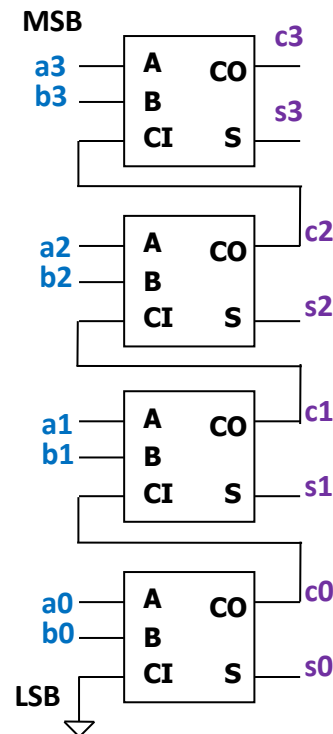 MSB
c3
a3 A CO
b3 B s3
CI S
c2
a2 A CO
b2 B s2
CI S
c1
a1 A CO
b1 B s1
CI S
c0
a0 A CO
b0 B s0
CI S
LSB